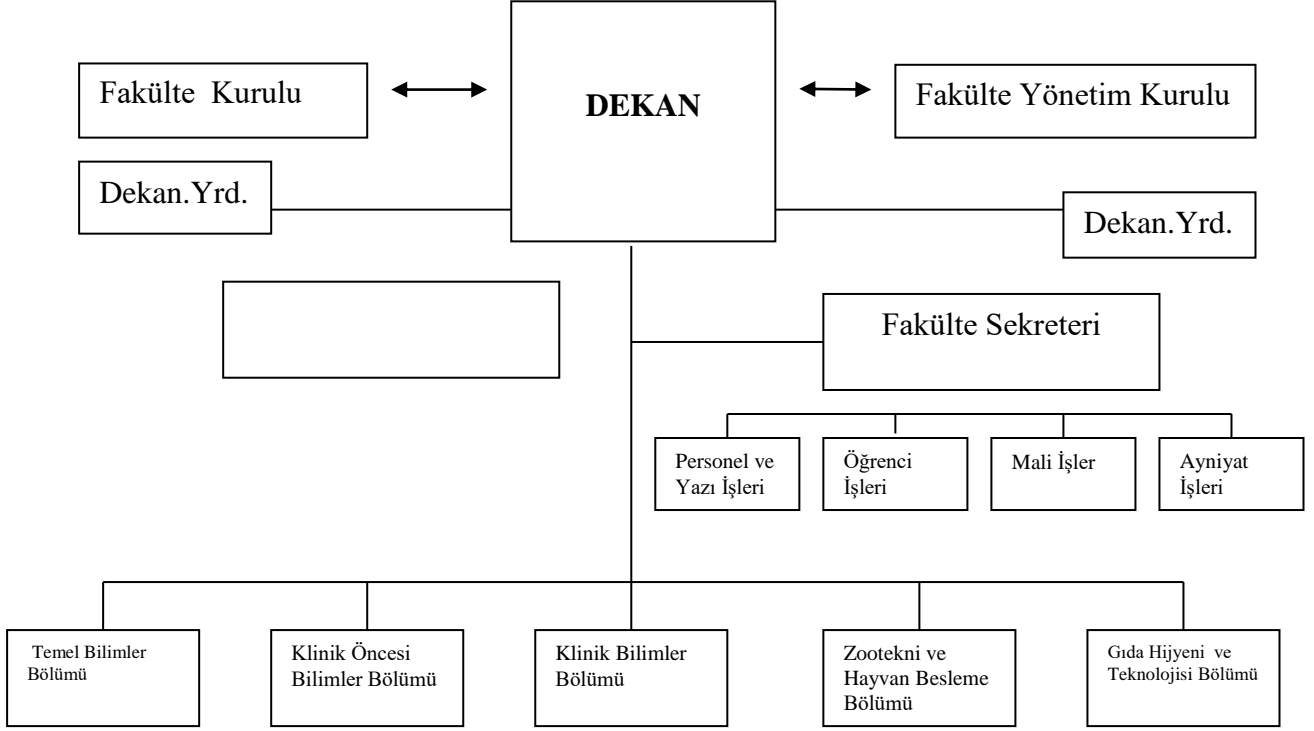 Fakülte Kurulu
DEKAN
Fakülte Yönetim Kurulu
Dekan.Yrd.
Dekan.Yrd.
Fakülte Sekreteri
Personel ve
Yazı İşleri
Öğrenci
İşleri
Mali İşler
Ayniyat
İşleri
Temel Bilimler
Bölümü
Klinik Öncesi
Bilimler Bölümü
Klinik Bilimler
Bölümü
Zootekni ve
Hayvan Besleme
Bölümü
Gıda Hijyeni ve
Teknolojisi Bölümü